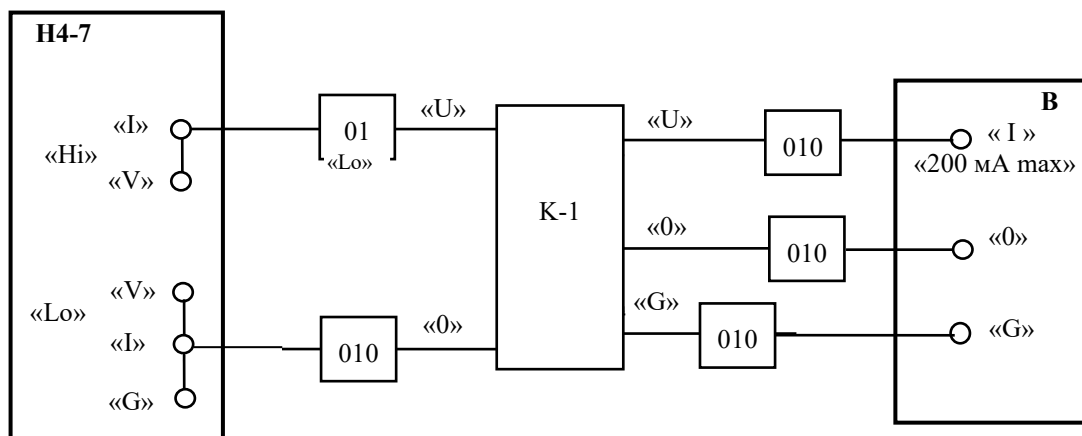 Н4-7
В
«I»
«Hi»
«V»
01
«Lo»
«U»
К-1
«U»
010
« I »
«200 мА max»
«0»
010
«0»
«V»
«Lo»
«I»
«G»
010
«0»
«G»
010
«G»